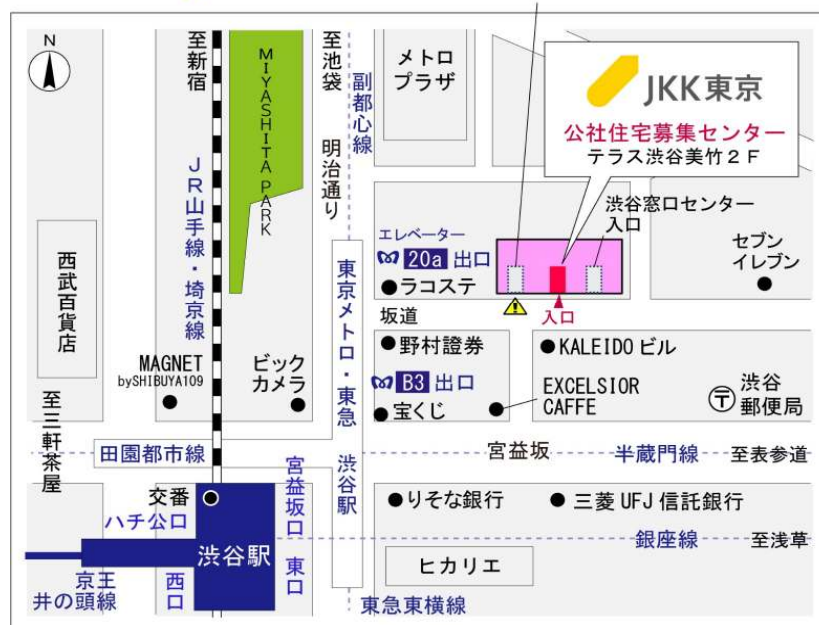 N
至新宿
MIYASHITA PARK
至池袋
副都心線
明治通り
メトロ
プラザ
JKK東京
公社住宅募集センター
テラス渋谷美竹2F
JR山手線・埼京線
西武百貨店
エレベーター
20a 出口
ラコステ
渋谷窓口センター
入口
セブン
イレブン
!
入口
坂道
東京メトロ・東急 渋谷駅
野村證券
KALEIDO ビル
MAGNET
bySHIBUYA109
ビック
カメラ
B3 出口
宝くじ
EXCELSIOR
CAFFE
〒
渋谷
郵便局
至三軒茶屋
田園都市線
宮益坂
半蔵門線
至表参道
交番
ハチ公口
宮益坂口
りそな銀行
三菱UFJ信託銀行
渋谷駅
銀座線
至浅草
京王
井の頭線
西口
東口
ヒカリエ
東急東横線